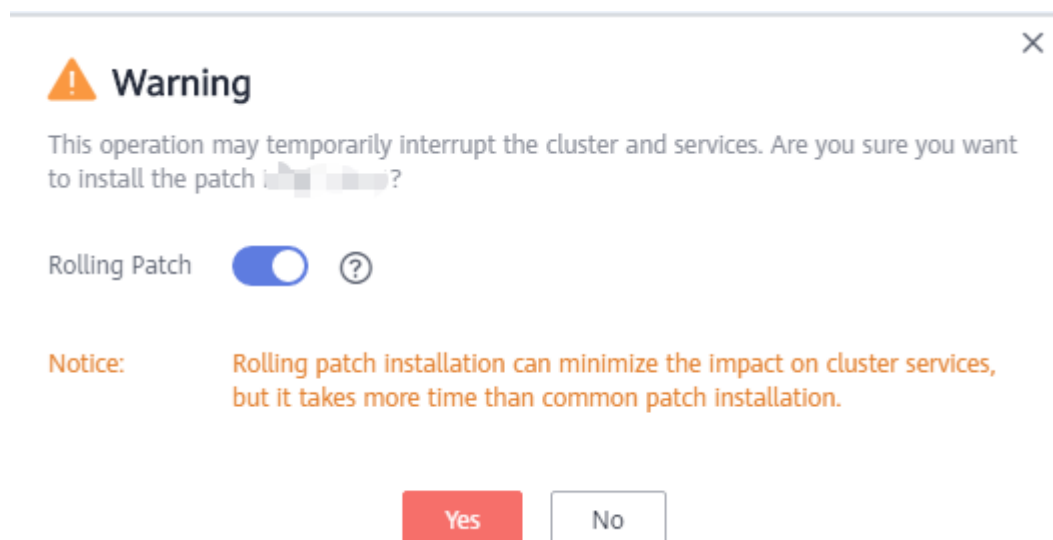 Warning
This operation may temporarily interrupt the cluster and services. Are you sure you want
to install the patch ?
Rolling Patch
Notice: Rolling patch installation can minimize the impact on cluster services,
but it takes more time than common patch installation.
Yes No